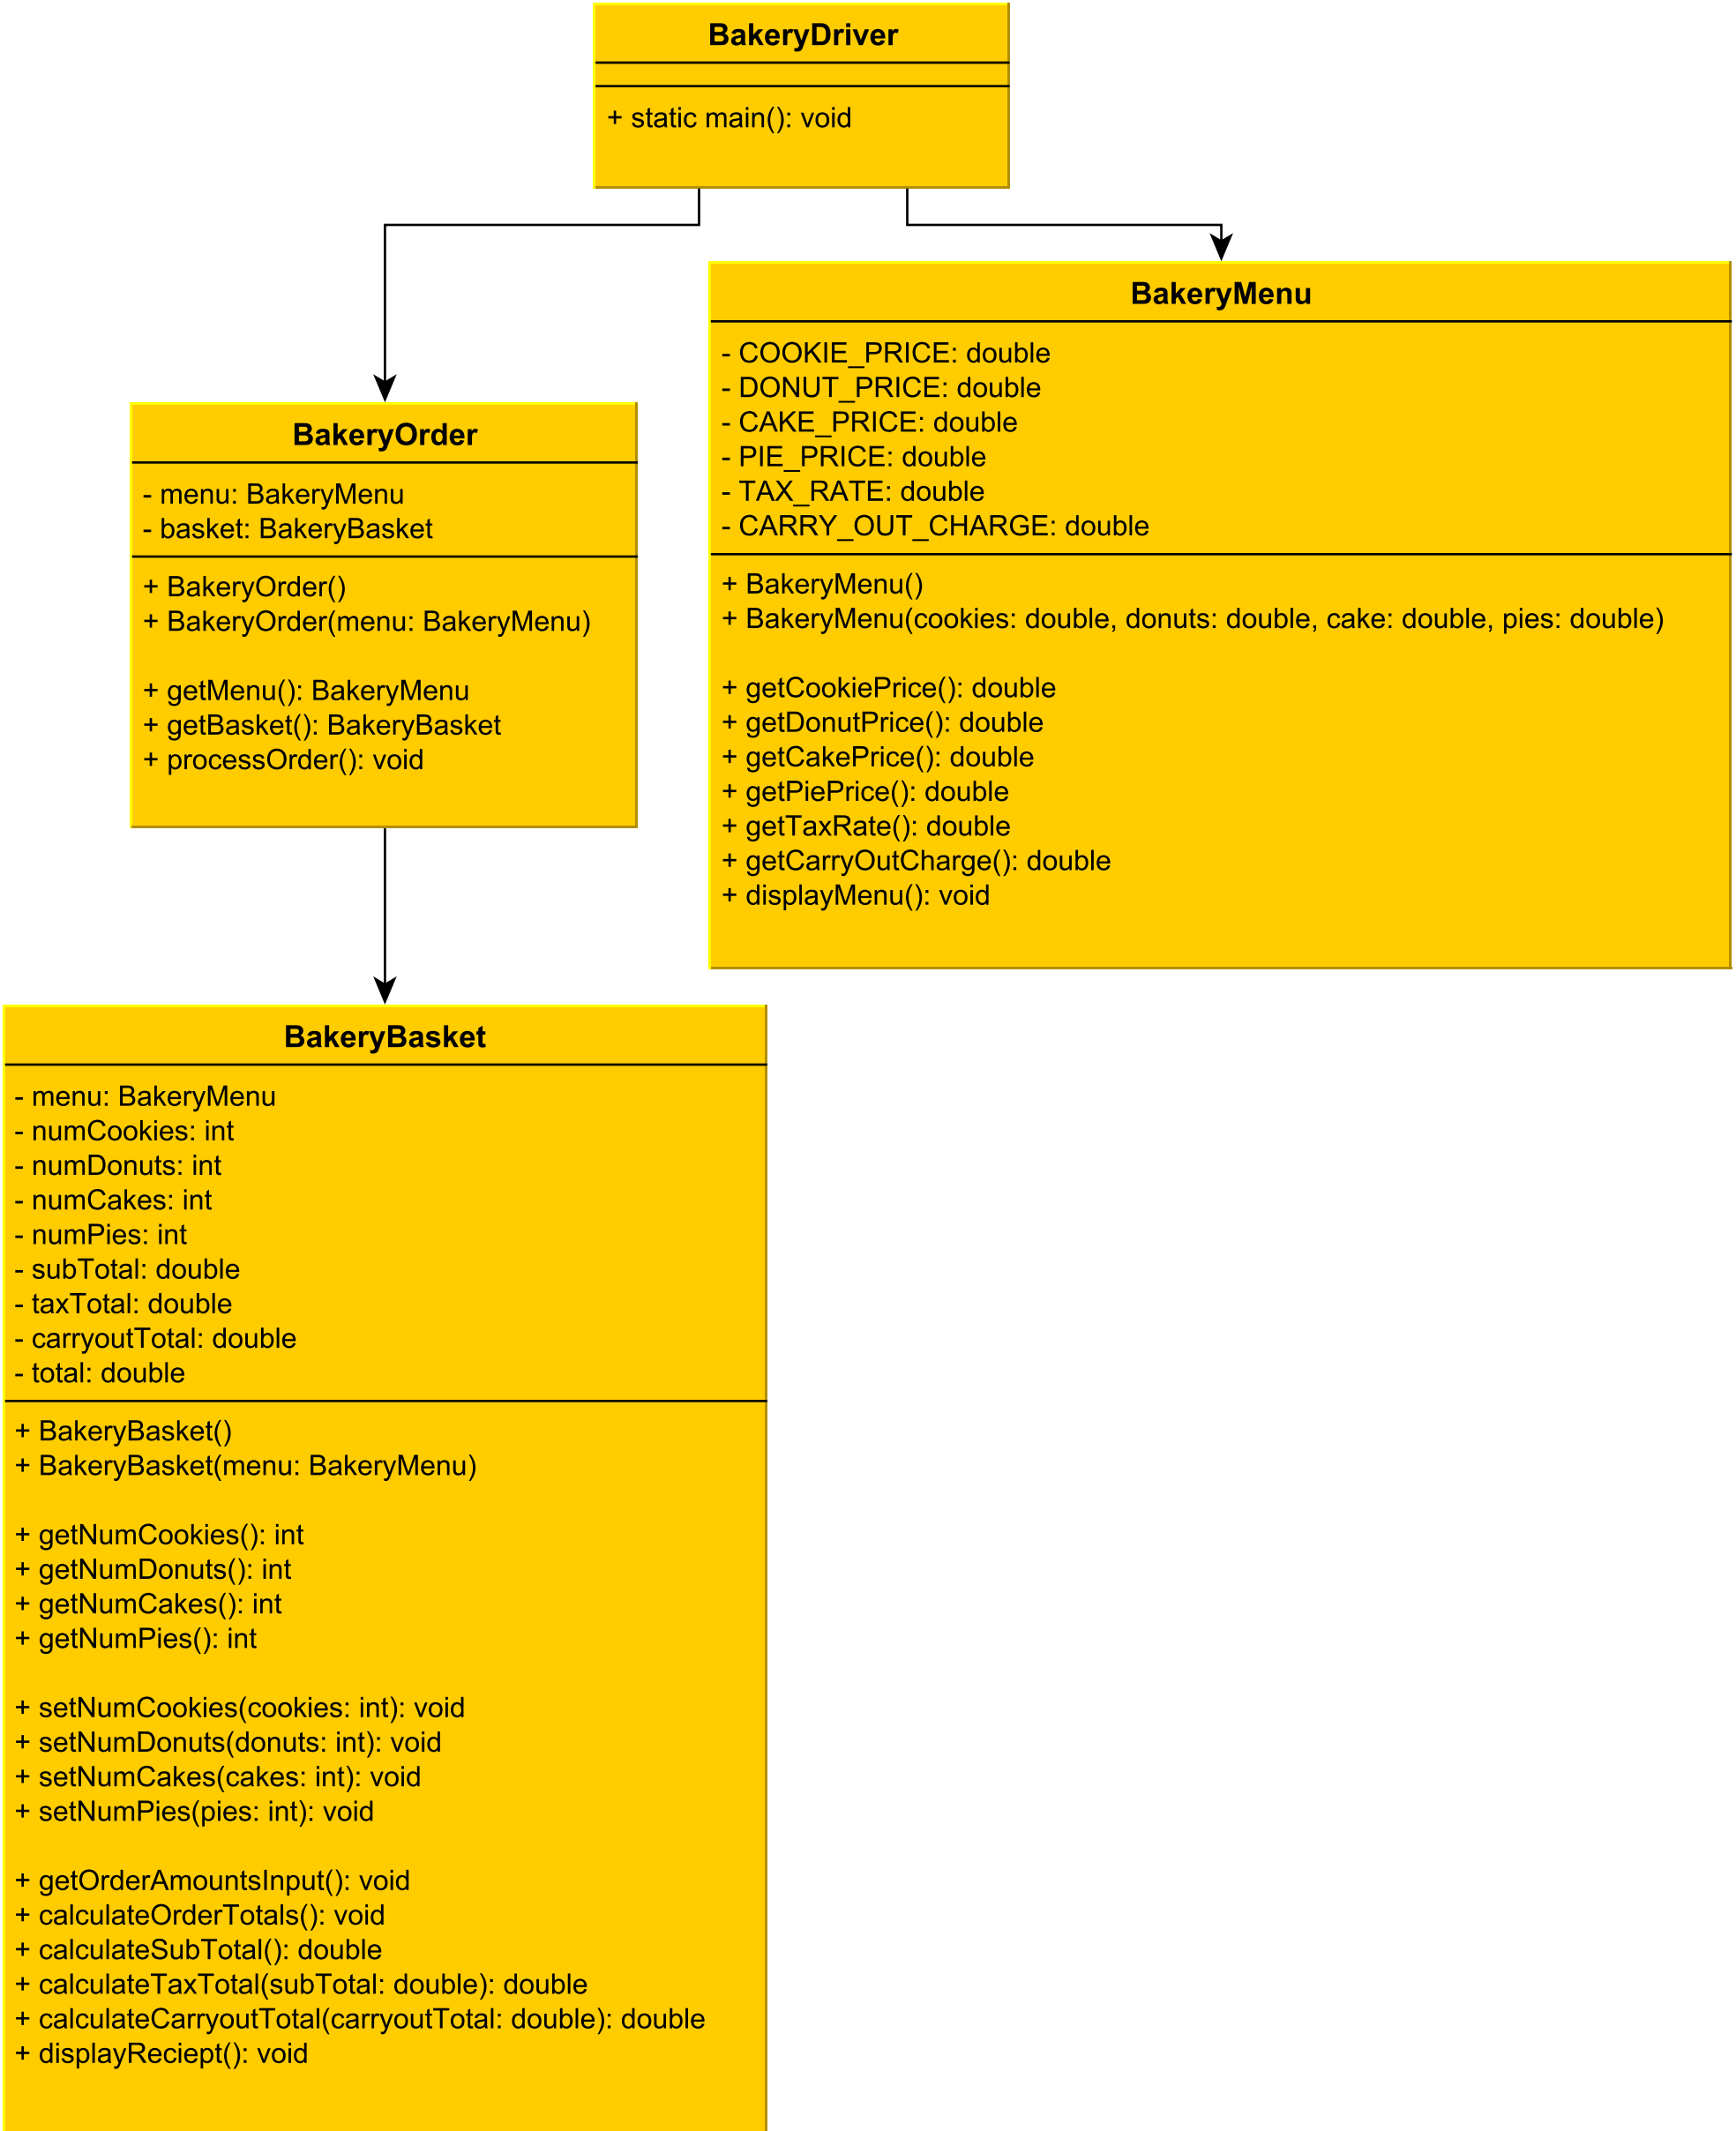 BakeryDriver
+ static main(): void
BakeryOrder
- menu: BakeryMenu
- basket: BakeryBasket
+ BakeryOrder()
+ BakeryOrder(menu: BakeryMenu)
+ getMenu(): BakeryMenu
+ getBasket(): BakeryBasket
+ processOrder(): void
BakeryMenu
- COOKIE_PRICE: double
- DONUT_PRICE: double
- CAKE_PRICE: double
- PIE_PRICE: double
- TAX_RATE: double
- CARRY_OUT_CHARGE: double
+ BakeryMenu()
+ BakeryMenu(cookies: double, donuts: double, cake: double, pies: double)
+ getCookiePrice(): double
+ getDonutPrice(): double
+ getCakePrice(): double
+ getPiePrice(): double
+ getTaxRate(): double
+ getCarryOutCharge(): double
+ displayMenu(): void
BakeryBasket
- menu: BakeryMenu
- numCookies: int
- numDonuts: int
- numCakes: int
- numPies: int
- subTotal: double
- taxTotal: double
- carryoutTotal: double
- total: double
+ BakeryBasket()
+ BakeryBasket(menu: BakeryMenu)
+ getNumCookies(): int
+ getNumDonuts(): int
+ getNumCakes(): int
+ getNumPies(): int
+ setNumCookies(cookies: int): void
+ setNumDonuts(donuts: int): void
+ setNumCakes(cakes: int): void
+ setNumPies(pies: int): void
+ getOrderAmountsInput(): void
+ calculateOrderTotals(): void
+ calculateSubTotal(): double
+ calculateTaxTotal(subTotal: double): double
+ calculateCarryoutTotal(carryoutTotal: double): double
+ displayReciept(): void